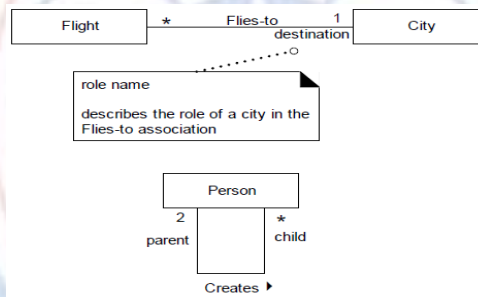 Flight * Flies-to 1 City
destination
role name
describes the role of a city in the
Flies-to association
Person
2 *
parent child
Creates